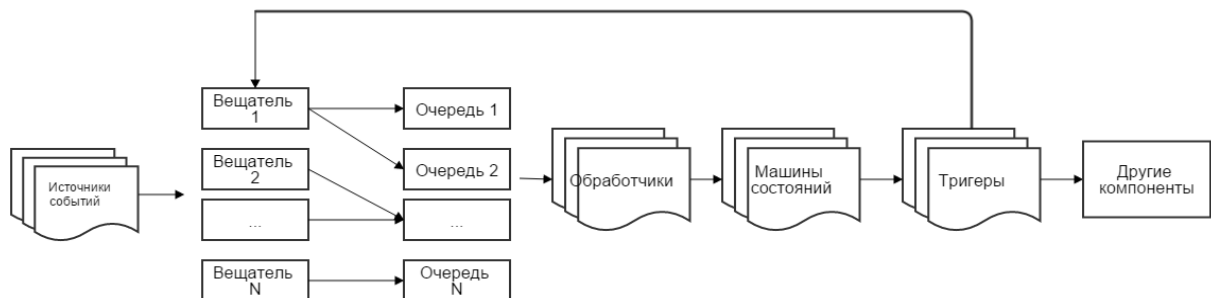 Источники
событий
Вещатель
1
Вещатель
2
...
Вещатель
N
Очередь 1
Очередь 2
...
Очередь
N
Обработчики
Машины
состояний
Тригеры
Другие
компоненты